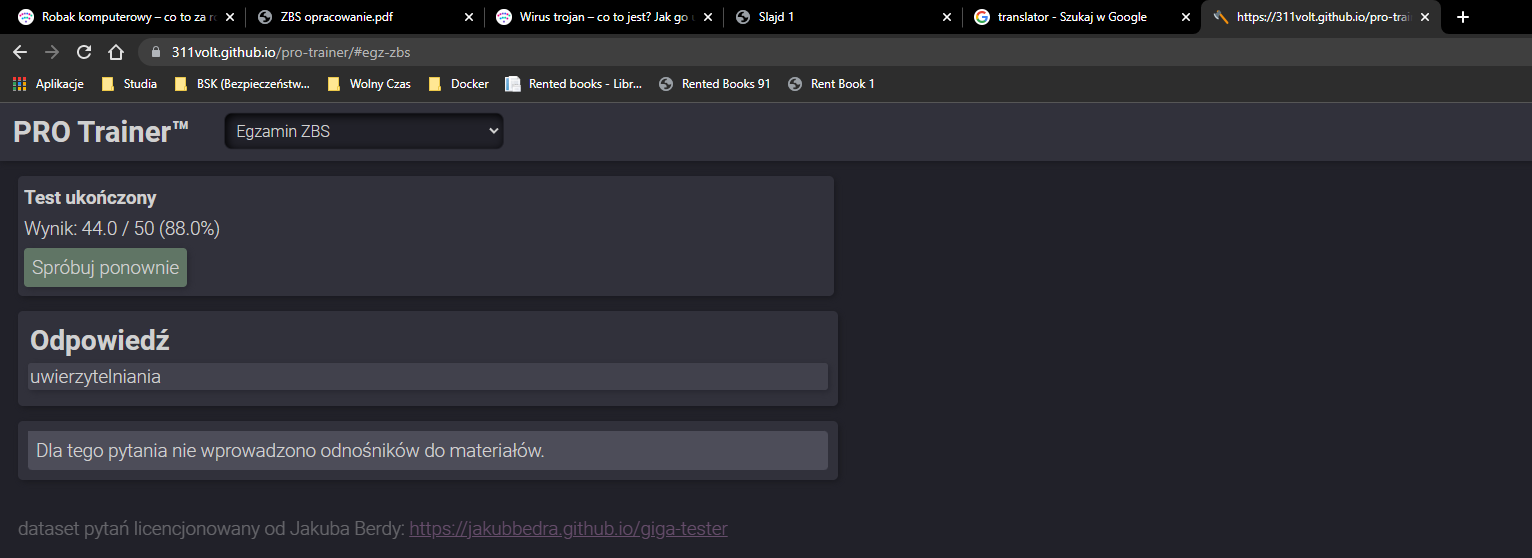 Robak komputerowy – co to za ro
ZBS opracowanie.pdf
Wirus trojan – co to jest? Jak go u
Slajd 1
translator - Szukaj w Google
https://311volt.github.io/pro-train
311volt.github.io/pro-trainer/#egz-zbs
Aplikacje
Studia
BSK (Bezpieczeństw...
Wolny Czas
Docker
Rented books - Libr...
Rented Books 91
Rent Book 1
PRO Trainer™
Egzamin ZBS
Test ukończony
Wynik: 44.0 / 50 (88.0%)
Spróbuj ponownie
Odpowiedź
uwierzytelniania
Dla tego pytania nie wprowadzono odnośników do materiałów.
dataset pytań licencjonowany od Jakuba Berdy: https://jakubbedra.github.io/giga-tester